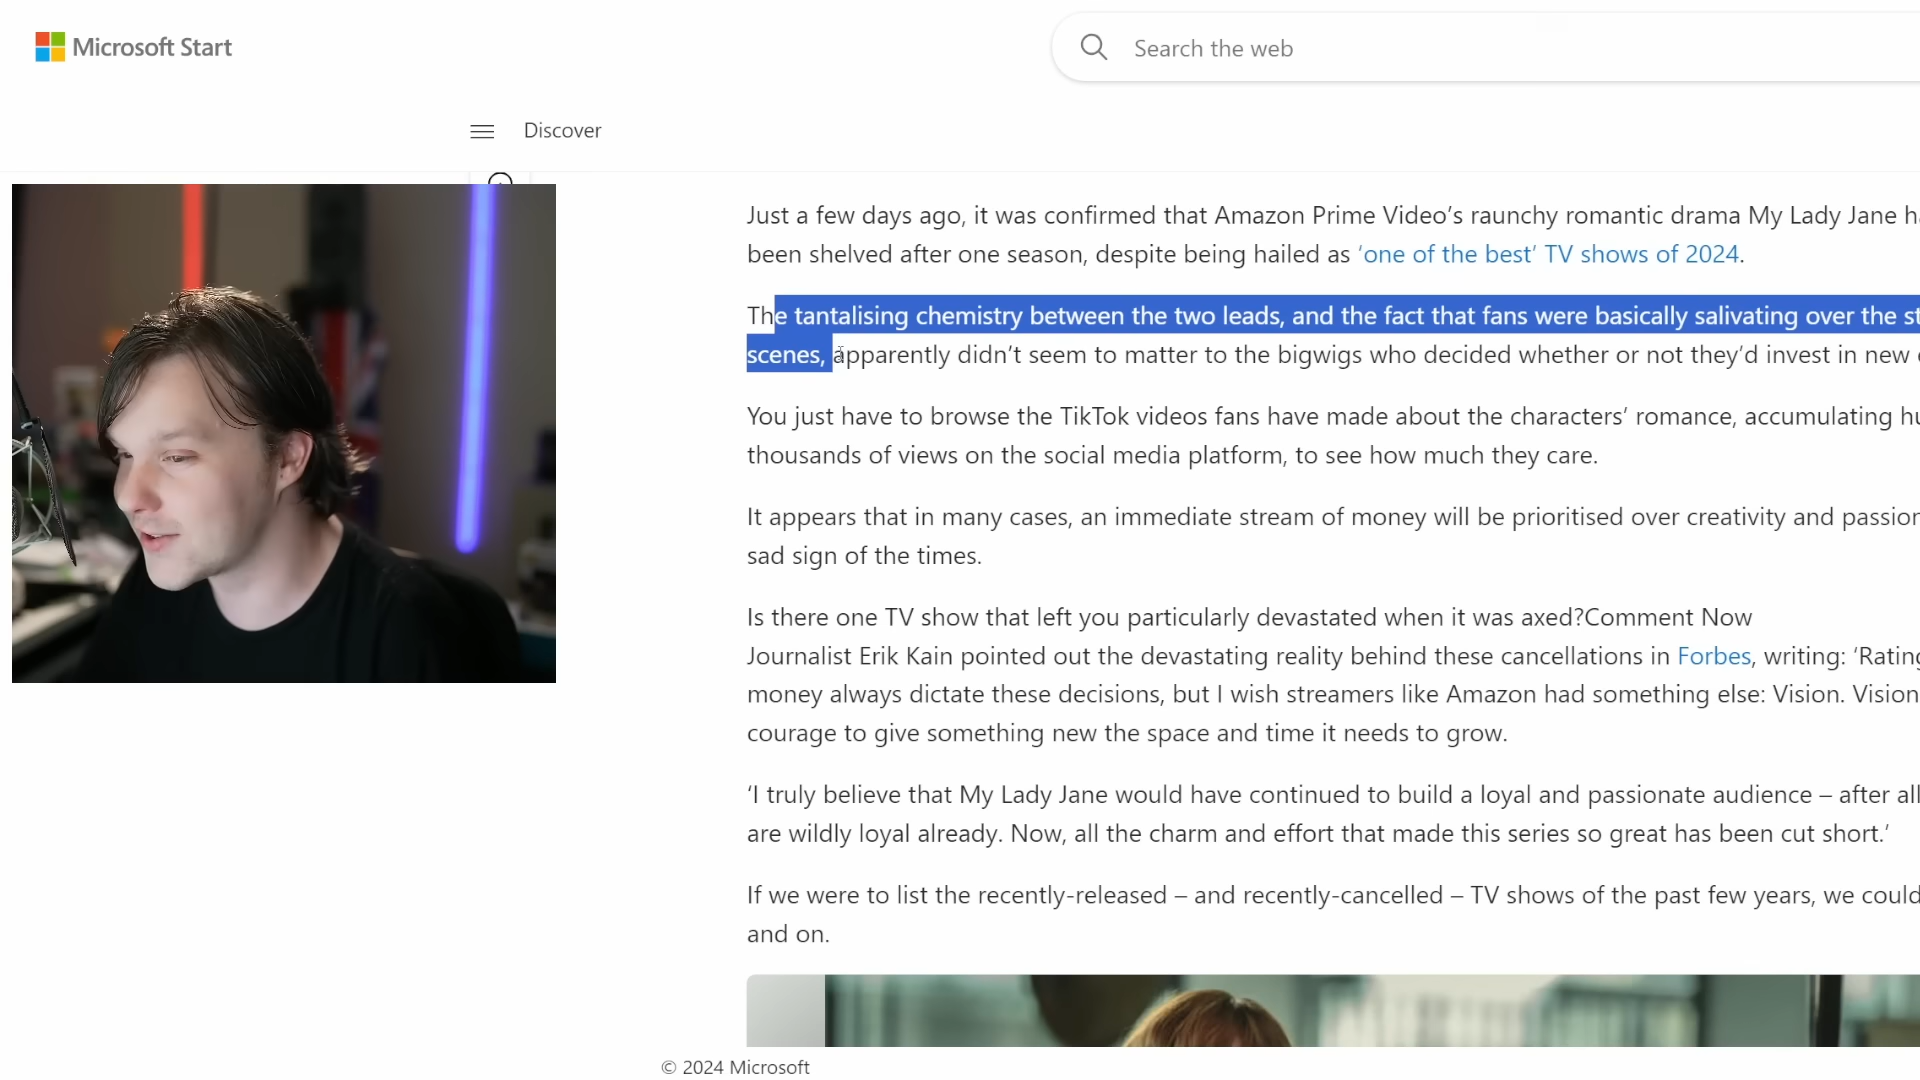 Microsoft Start
Search the web
Discover
Just a few days ago, it was confirmed that Amazon Prime Video’s raunchy romantic drama My Lady Jane
been shelved after one season, despite being hailed as ‘one of the best’ TV shows of 2024.
The tantalising chemistry between the two leads, and the fact that fans were basically salivating over the
scenes, apparently didn’t seem to matter to the bigwigs who decided whether or not they’d invest in new
You just have to browse the TikTok videos fans have made about the characters’ romance, accumulating
thousands of views on the social media platform, to see how much they care.
It appears that in many cases, an immediate stream of money will be prioritised over creativity and passion
sad sign of the times.
Is there one TV show that left you particularly devastated when it was axed?Comment Now
Journalist Erik Kain pointed out the devastating reality behind these cancellations in Forbes, writing:
money always dictate these decisions, but I wish streamers like Amazon had something else: Vision. Vision
courage to give something new the space and time it needs to grow.
‘I truly believe that My Lady Jane would have continued to build a loyal and passionate audience – after all
are wildly loyal already. Now, all the charm and effort that made this series so great has been cut short.’
If we were to list the recently-released – and recently-cancelled – TV shows of the past few years, we could
and on.
© 2024 Microsoft